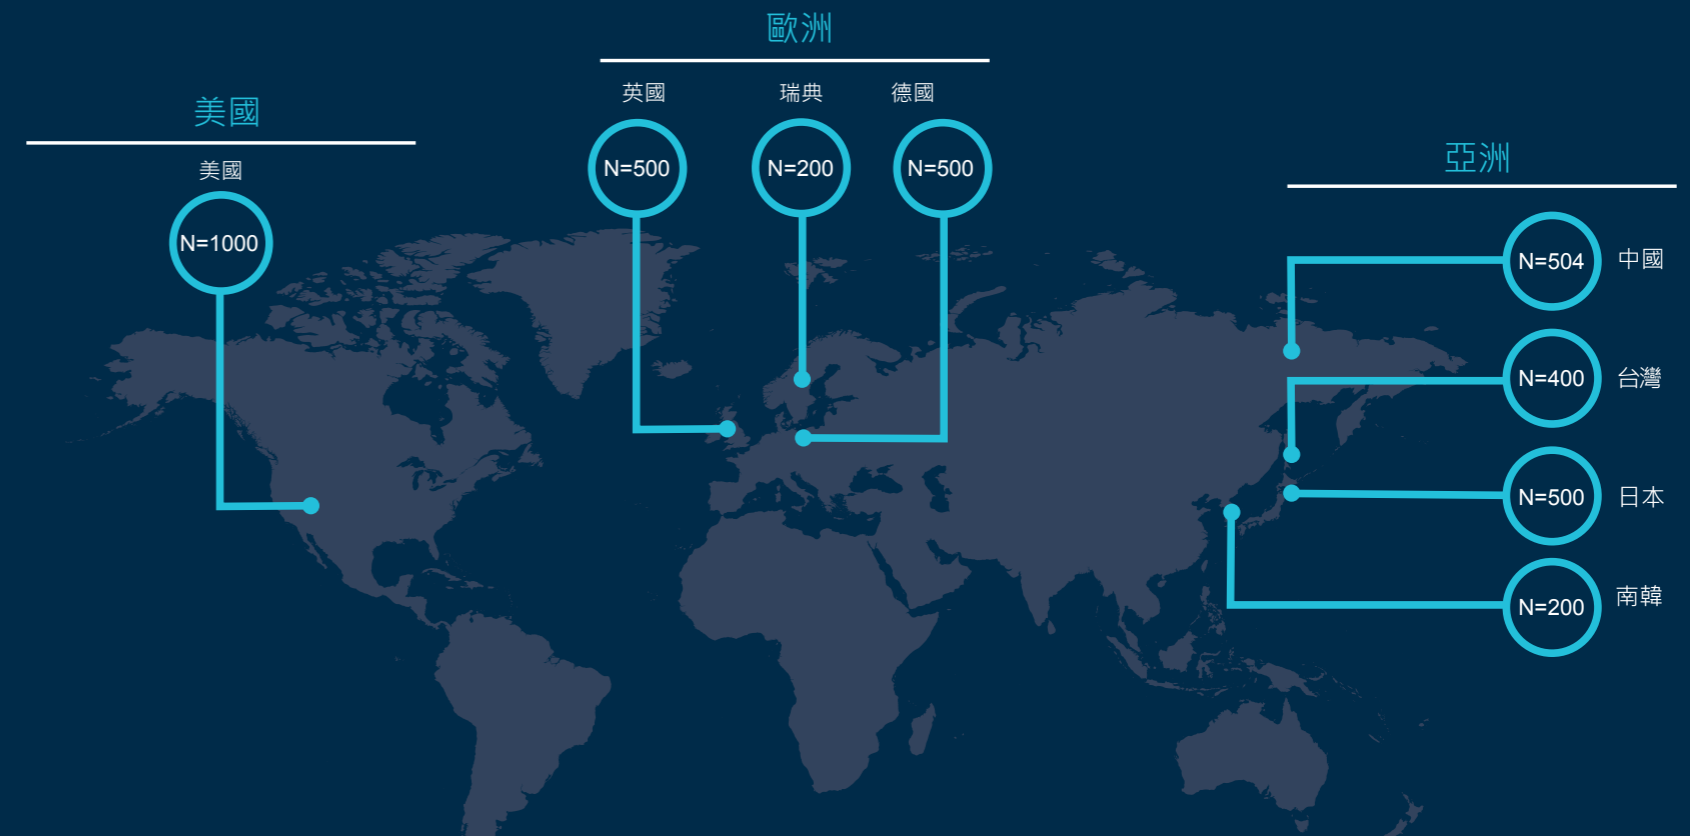 美國
美國
N=1000
歐洲
英國
瑞典
德國
N=500
N=200
N=500
亞洲
N=504
中國
N=400
台灣
N=500
日本
N=200
南韓